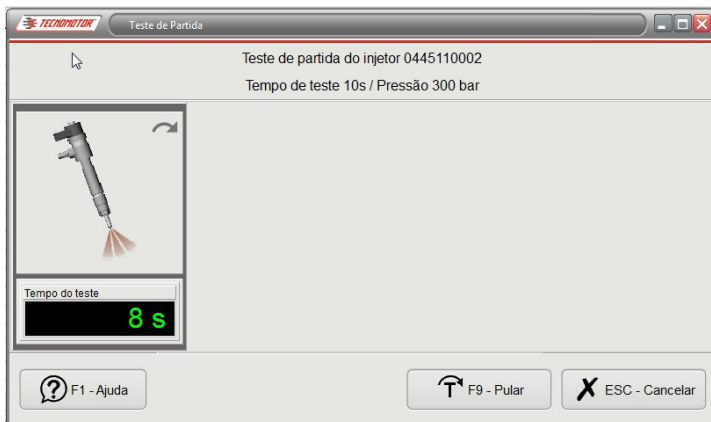 TECNOMOTOR Teste de Partida
Teste de partida do injetor 0445110002
Tempo de teste 10s / Pressão 300 bar
Tempo do teste
8 s
F1 - Ajuda
F9 - Pular
ESC - Cancelar